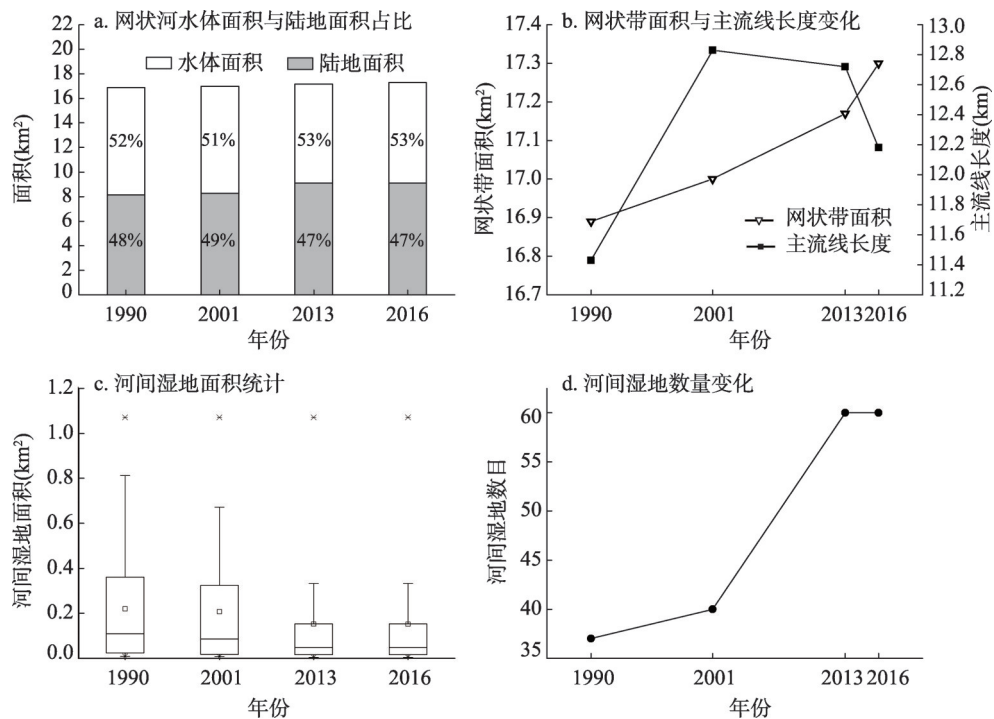 a. 网状河水体面积与陆地面积占比
水体面积 陆地面积
面积(km²)
22
20
18
16
14
12
10
8
6
4
2
0
52% 51% 53% 53%
48% 49% 47% 47%
1990 2001 2013 2016
年份
b. 网状带面积与主流线长度变化
网状带面积(km²)
17.4
17.3
17.2
17.1
17.0
16.9
16.8
16.7
主流线长度(km)
13.0
12.8
12.4
12.4
12.0
11.8
11.6
11.4
11.2
网状带面积
主流线长度
1990 2001 2013 2016
年份
c. 河间湿地面积统计
河间湿地面积(km²)
1.2
1.0
0.8
0.6
0.4
0.2
0.0
1990 2001 2013 2016
年份
d. 河间湿地数量变化
河间湿地数目
60
55
50
45
40
35
1990 2001 2013 2016
年份